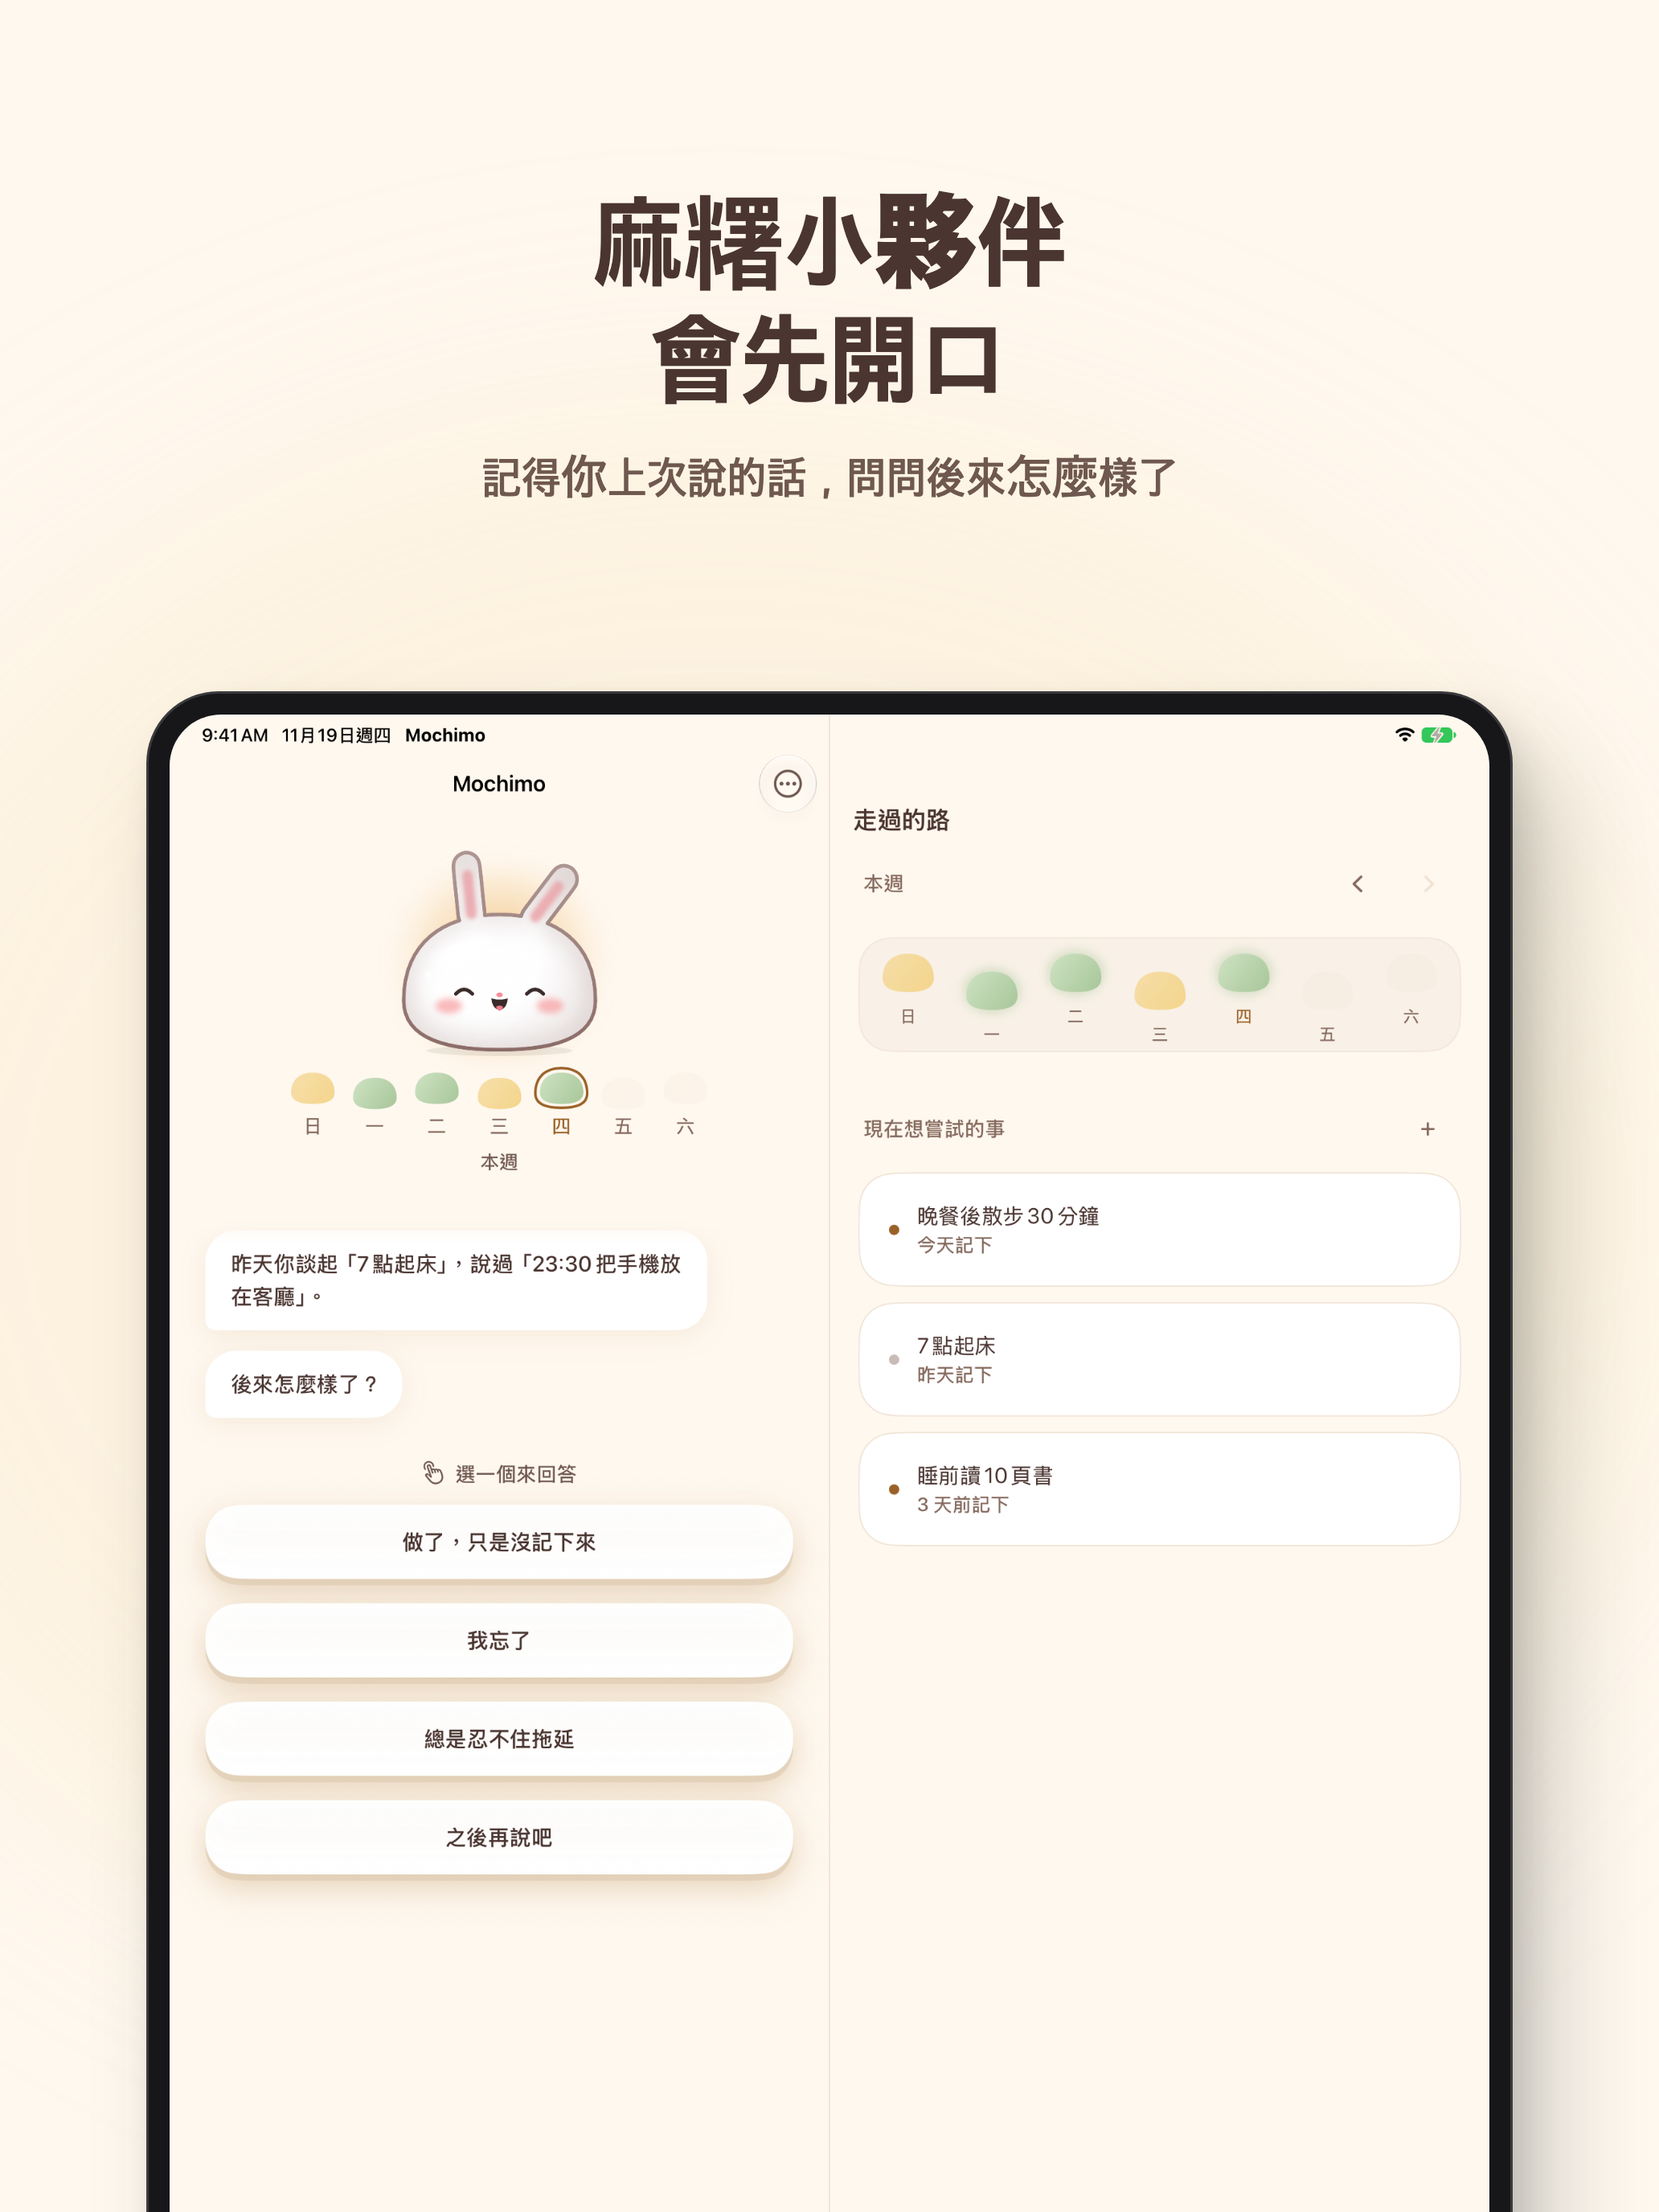 麻糬小夥伴
會先開口
記得你上次說的話，問問後來怎麼樣了
9:41 AM 11月19日週四 Mochimo
Mochimo
日 一 二 三 四 五 六
本週
昨天你談起「7 點起床」，說過「23:30 把手機放
在客廳」。
後來怎麼樣了？
選一個來回答
做了，只是沒記下來
我忘了
總是忍不住拖延
之後再說吧
走過的路
本週
日 一 二 三 四 五 六
現在想嘗試的事
晚餐後散步 30 分鐘
今天記下
7 點起床
昨天記下
睡前讀 10 頁書
3 天前記下